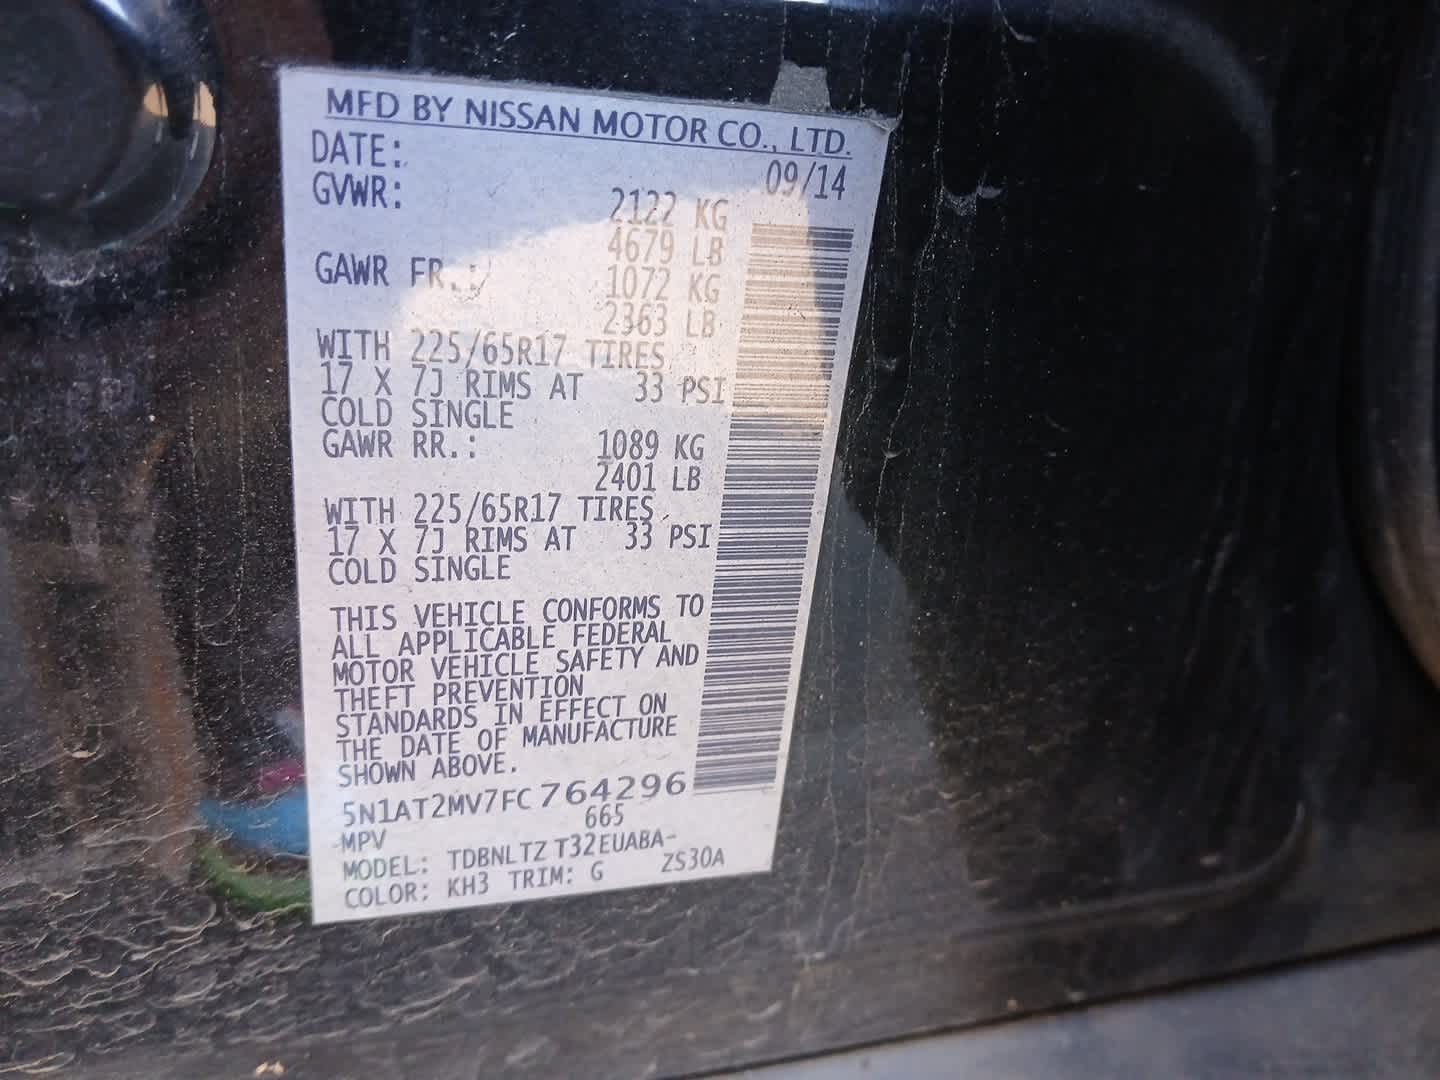 MFD BY NISSAN MOTOR CO., LTD.
DATE: 09/14
GVWR: 2122 KG
4679 LB
GAWR FR.: 1072 KG
2363 LB
WITH 225/65R17 TIRES
17 X 7J RIMS AT 33 PSI
COLD SINGLE
GAWR RR.: 1089 KG
2401 LB
WITH 225/65R17 TIRES
17 X 7J RIMS AT 33 PSI
COLD SINGLE
THIS VEHICLE CONFORMS TO
ALL APPLICABLE FEDERAL
MOTOR VEHICLE SAFETY AND
THEFT PREVENTION
STANDARDS IN EFFECT ON
THE DATE OF MANUFACTURE
SHOWN ABOVE.
5N1AT2MV7FC764296
MPV 665
MODEL: TDBNLTZ T32EUABA-
COLOR: KH3 TRIM: G ZS30A